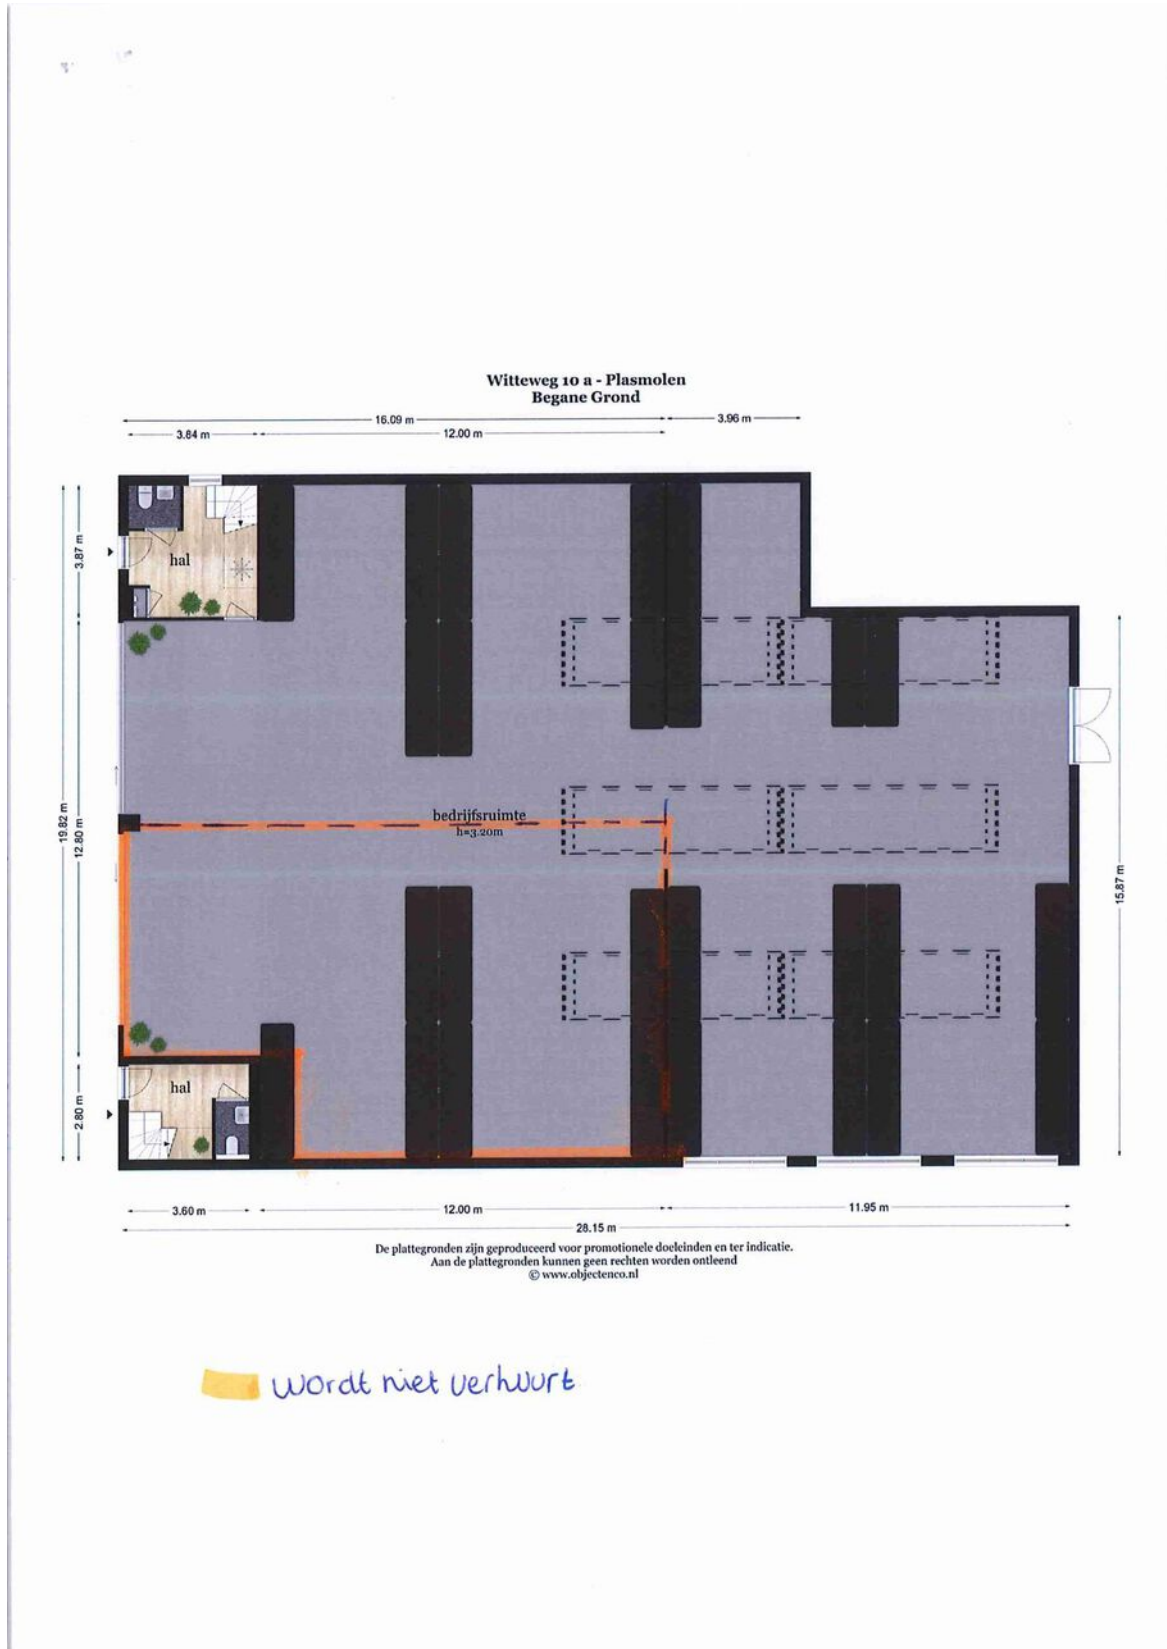 Witteweg 10 a - Plasmolen
Begane Grond
16.09 m
3.96 m
3.84 m
12.00 m
3.87 m
hal
19.82 m
12.80 m
bedrijfsruimte
h=3.20m
15.87 m
hal
2.80 m
3.60 m
12.00 m
11.95 m
28.15 m
De plattegronden zijn geproduceerd voor promotionele doeleinden en ter indicatie.
Aan de plattegronden kunnen geen rechten worden ontleend
© www.objectenco.nl
wordt niet verhuurt